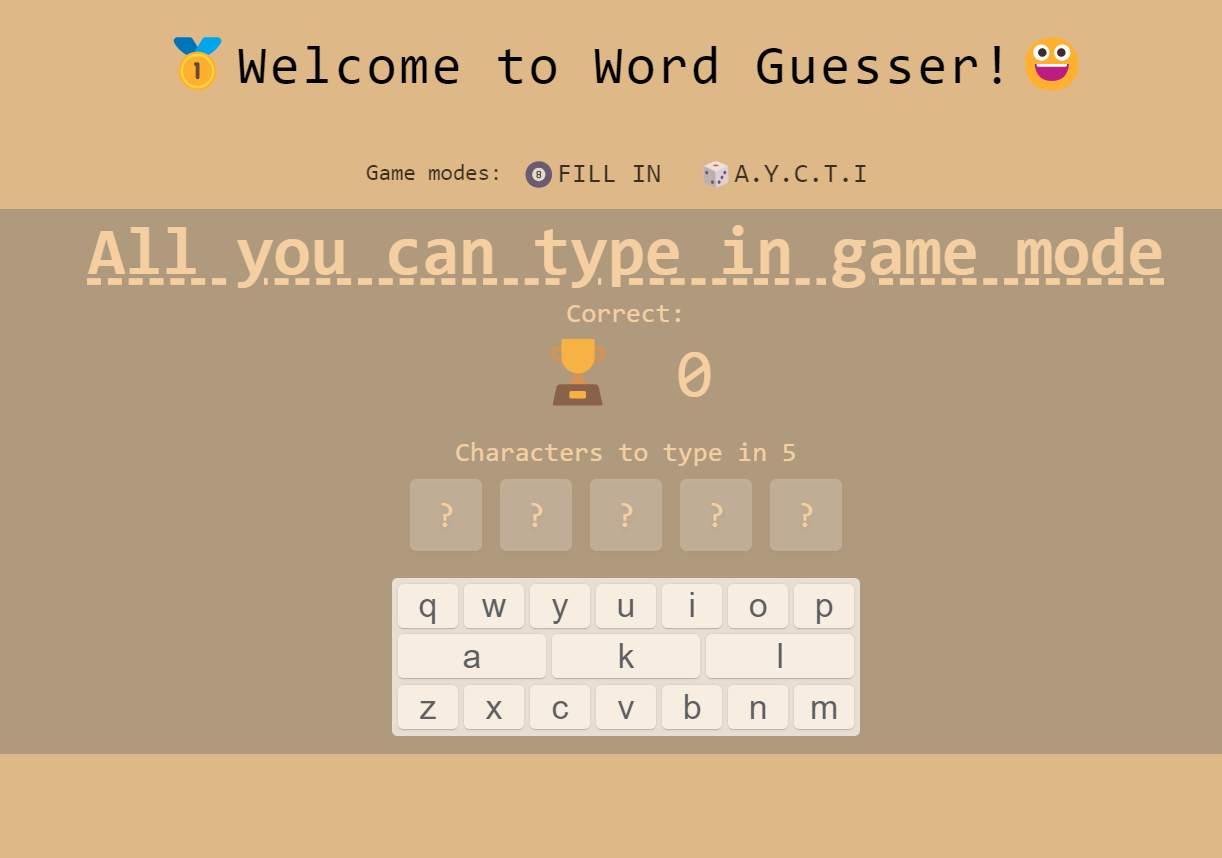 Welcome to Word Guesser!
Game modes: FILL IN A.Y.C.T.I
All you can type in game mode
Correct:
0
Characters to type in 5
? ? ? ? ?
q w y u i o p
a k l
z x c v b n m